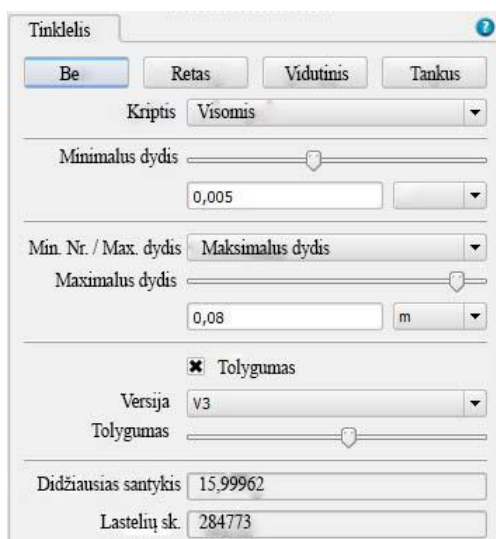 Tinklelis
Be Retas Vidutinis Tankus
Kriptis Visomis
Minimalus dydis
0,005
Min. Nr. / Max. dydis Maksimalus dydis
Maximalus dydis
0,08 m
Tolygumas
Versija V3
Tolygumas
Didžiausias santykis 15,99962
Lastelių sk. 284773